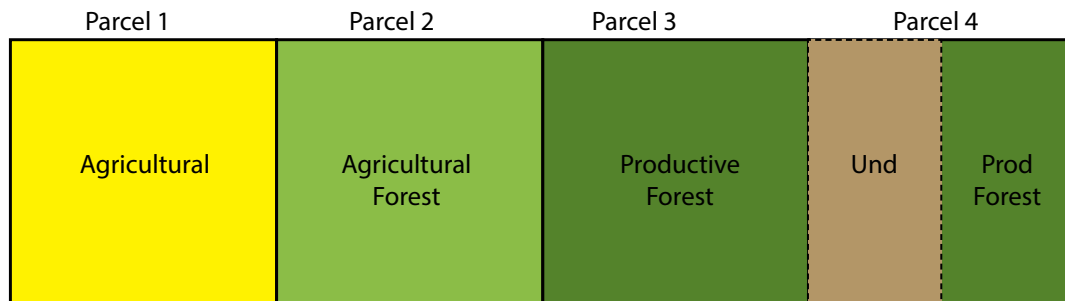 Parcel 1
Parcel 2
Parcel 3
Parcel 4
Agricultural
Agricultural
Forest
Productive
Forest
Und
Prod
Forest